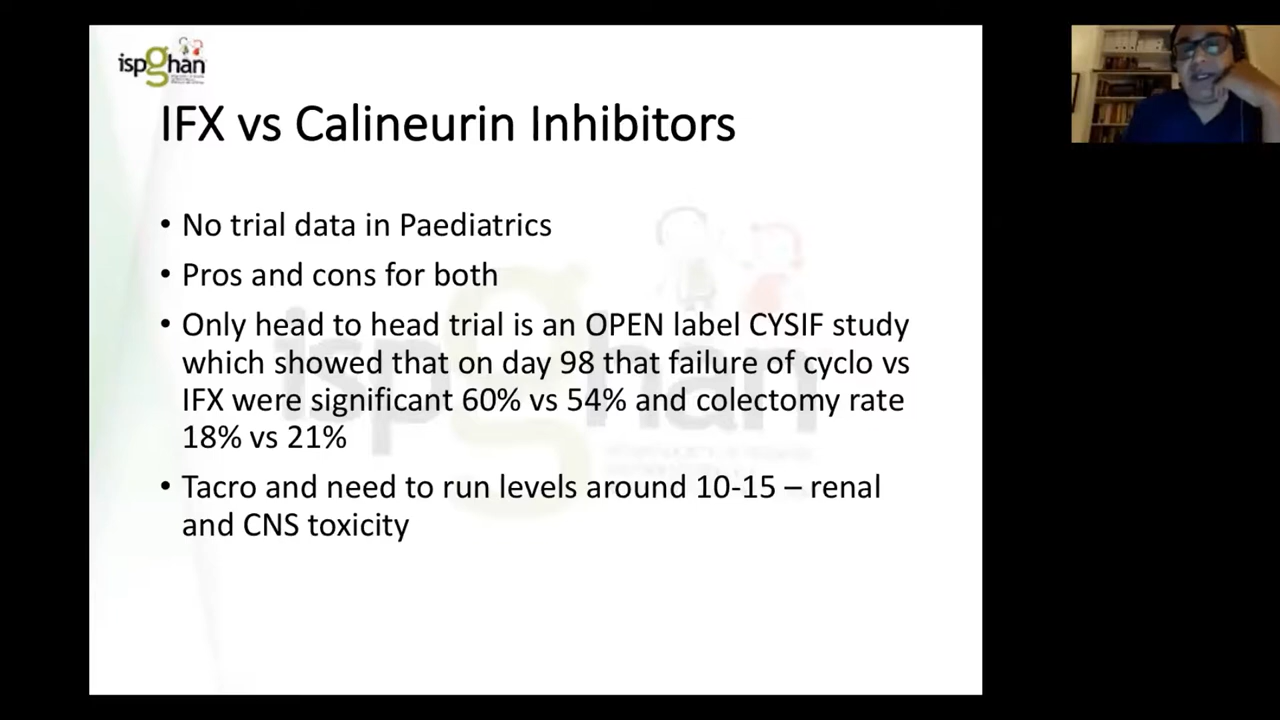 ispghan
IFX vs Calineurin Inhibitors
• No trial data in Paediatrics
• Pros and cons for both
• Only head to head trial is an OPEN label CYSIF study
which showed that on day 98 that failure of cyclo vs
IFX were significant 60% vs 54% and colectomy rate
18% vs 21%
• Tacro and need to run levels around 10-15 – renal
and CNS toxicity